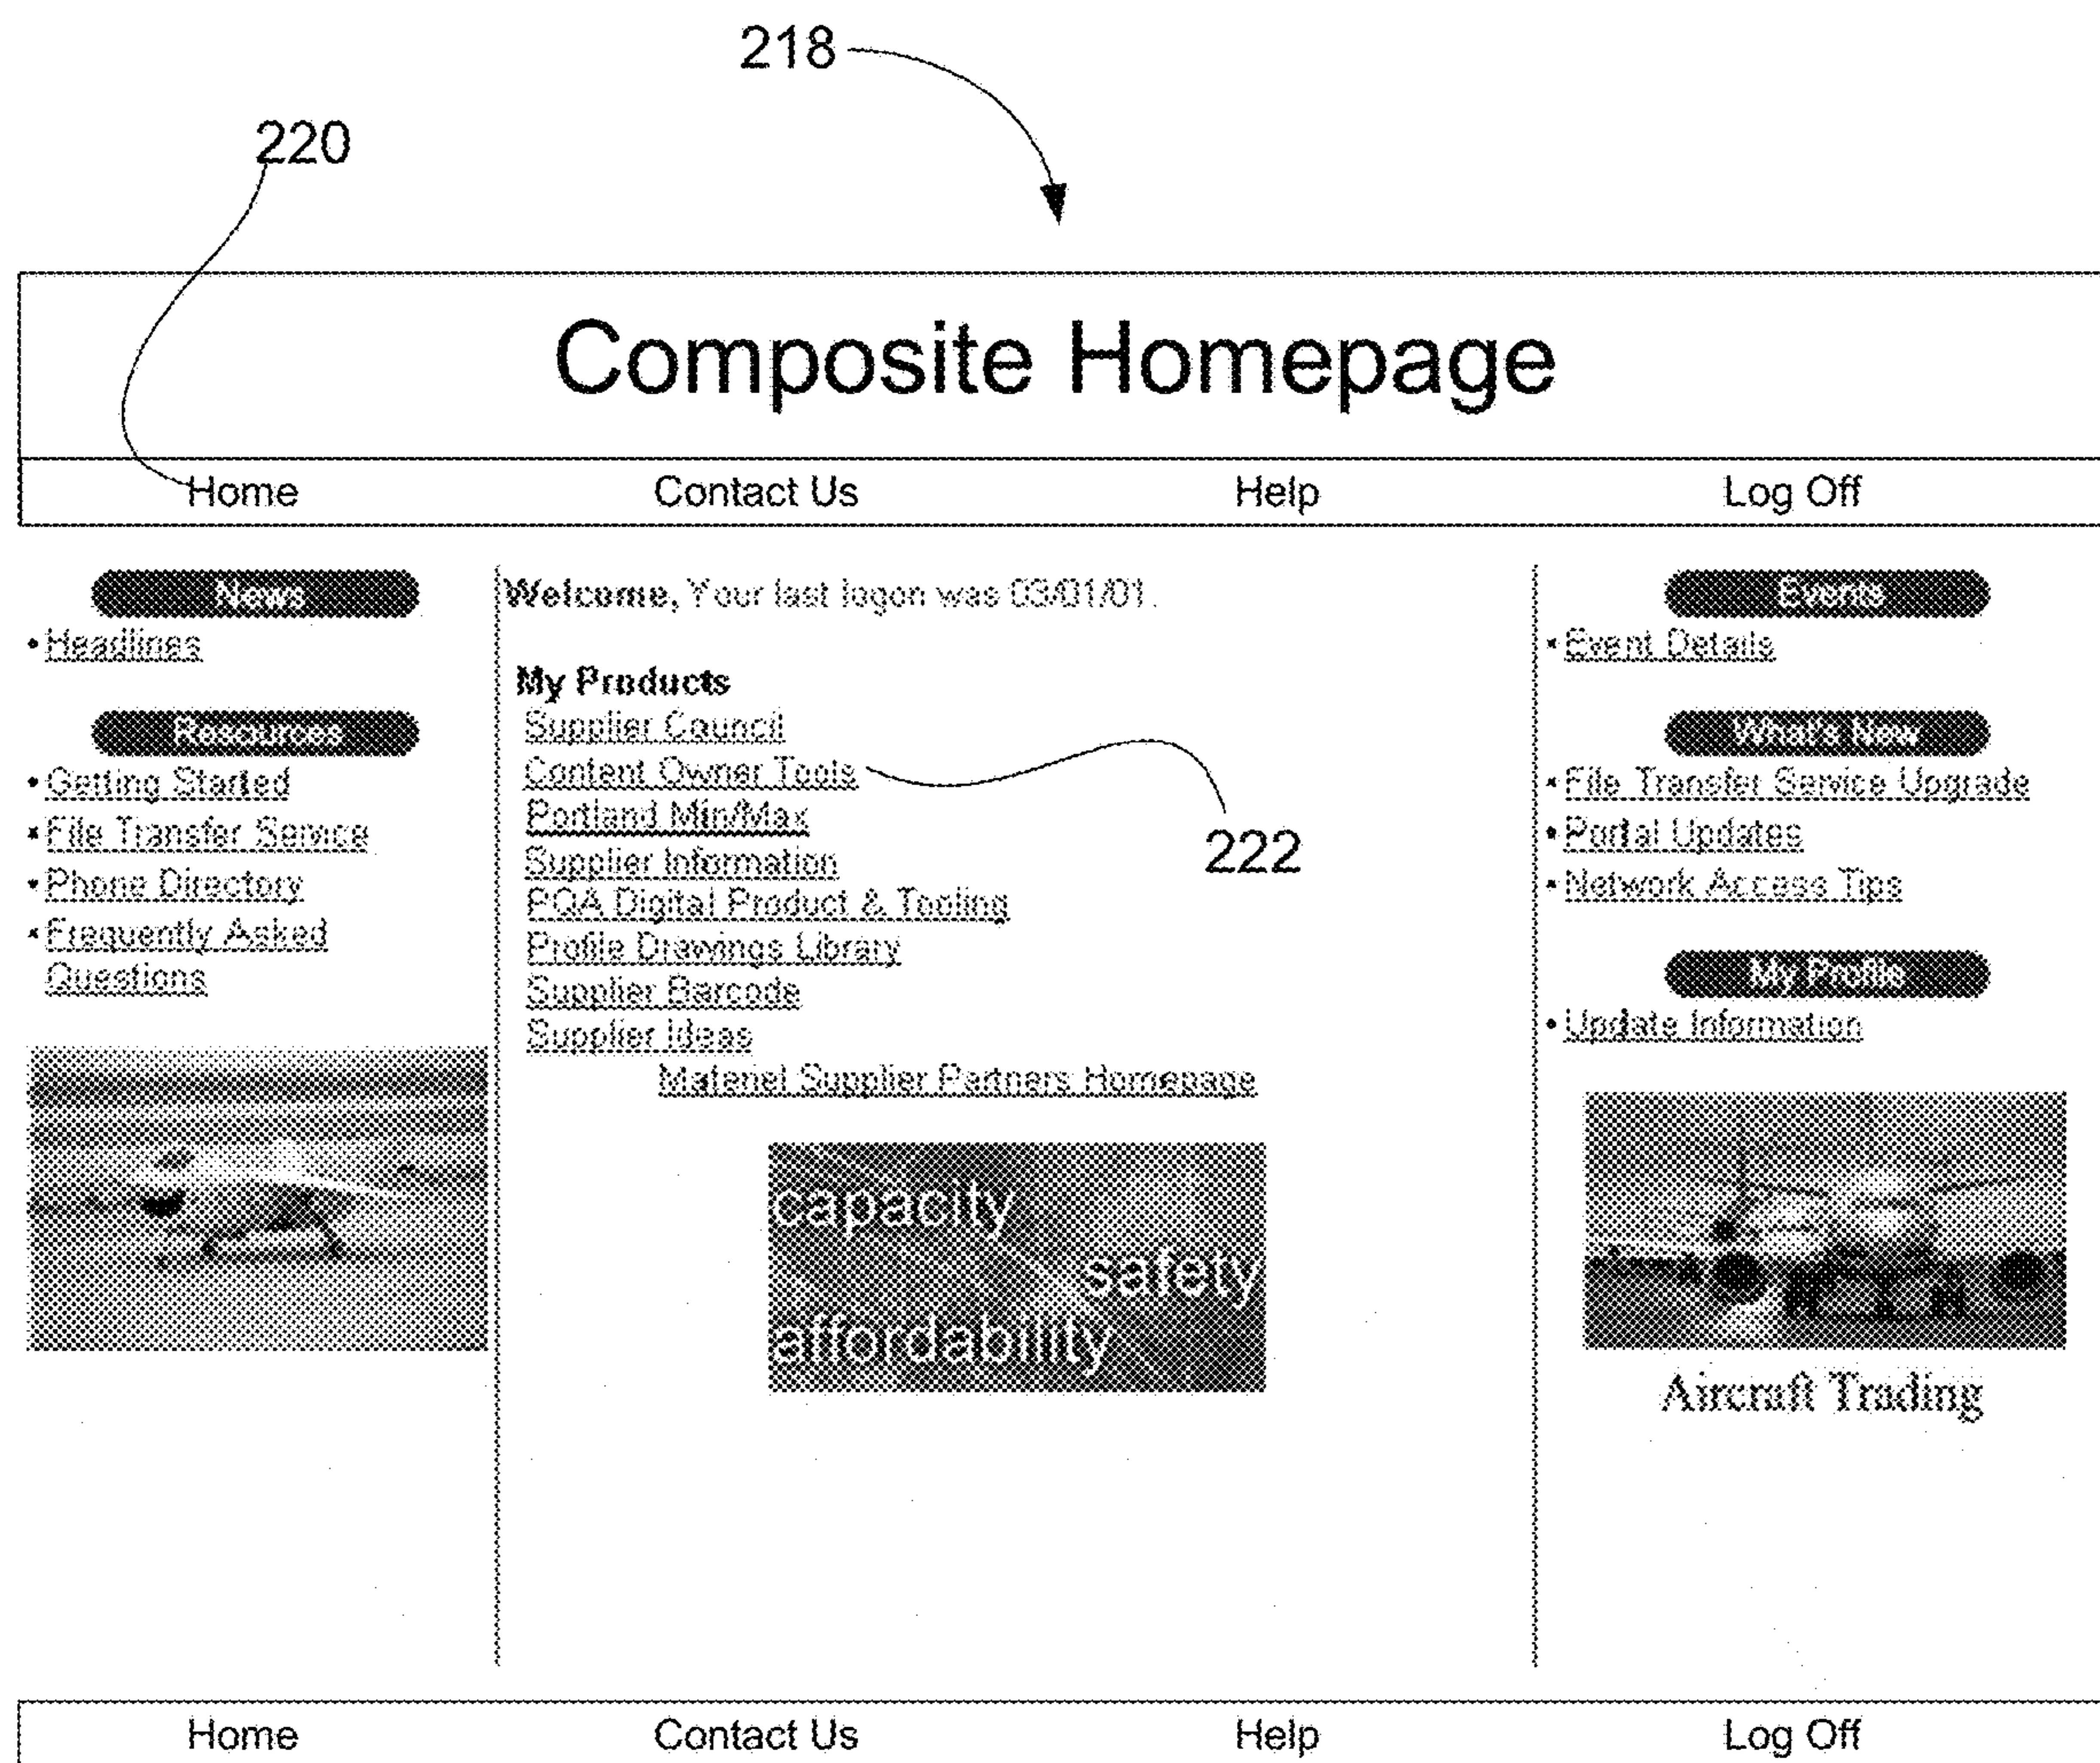 218
220
Composite Homepage
Home Contact Us Help Log Off
News
• Headlines
Resources
• Getting Started
• File Transfer Service
• Phone Directory
• Frequently Asked
Questions
Welcome, Your last logon was 03/01/01.
My Products
Supplier Council
Content Owner Tools
Portland Min/Max
Supplier Information
PQA Digital Product & Tooling
Profile Drawings Library
Supplier Barcode
Supplier Ideas
Materiel Supplier Partners Homepage
222
capacity
safety
affordability
Events
• Event Details
What's New
• File Transfer Service Upgrade
• Portal Updates
• Network Access Tips
My Profile
• Update Information
Aircraft Trading
Home Contact Us Help Log Off